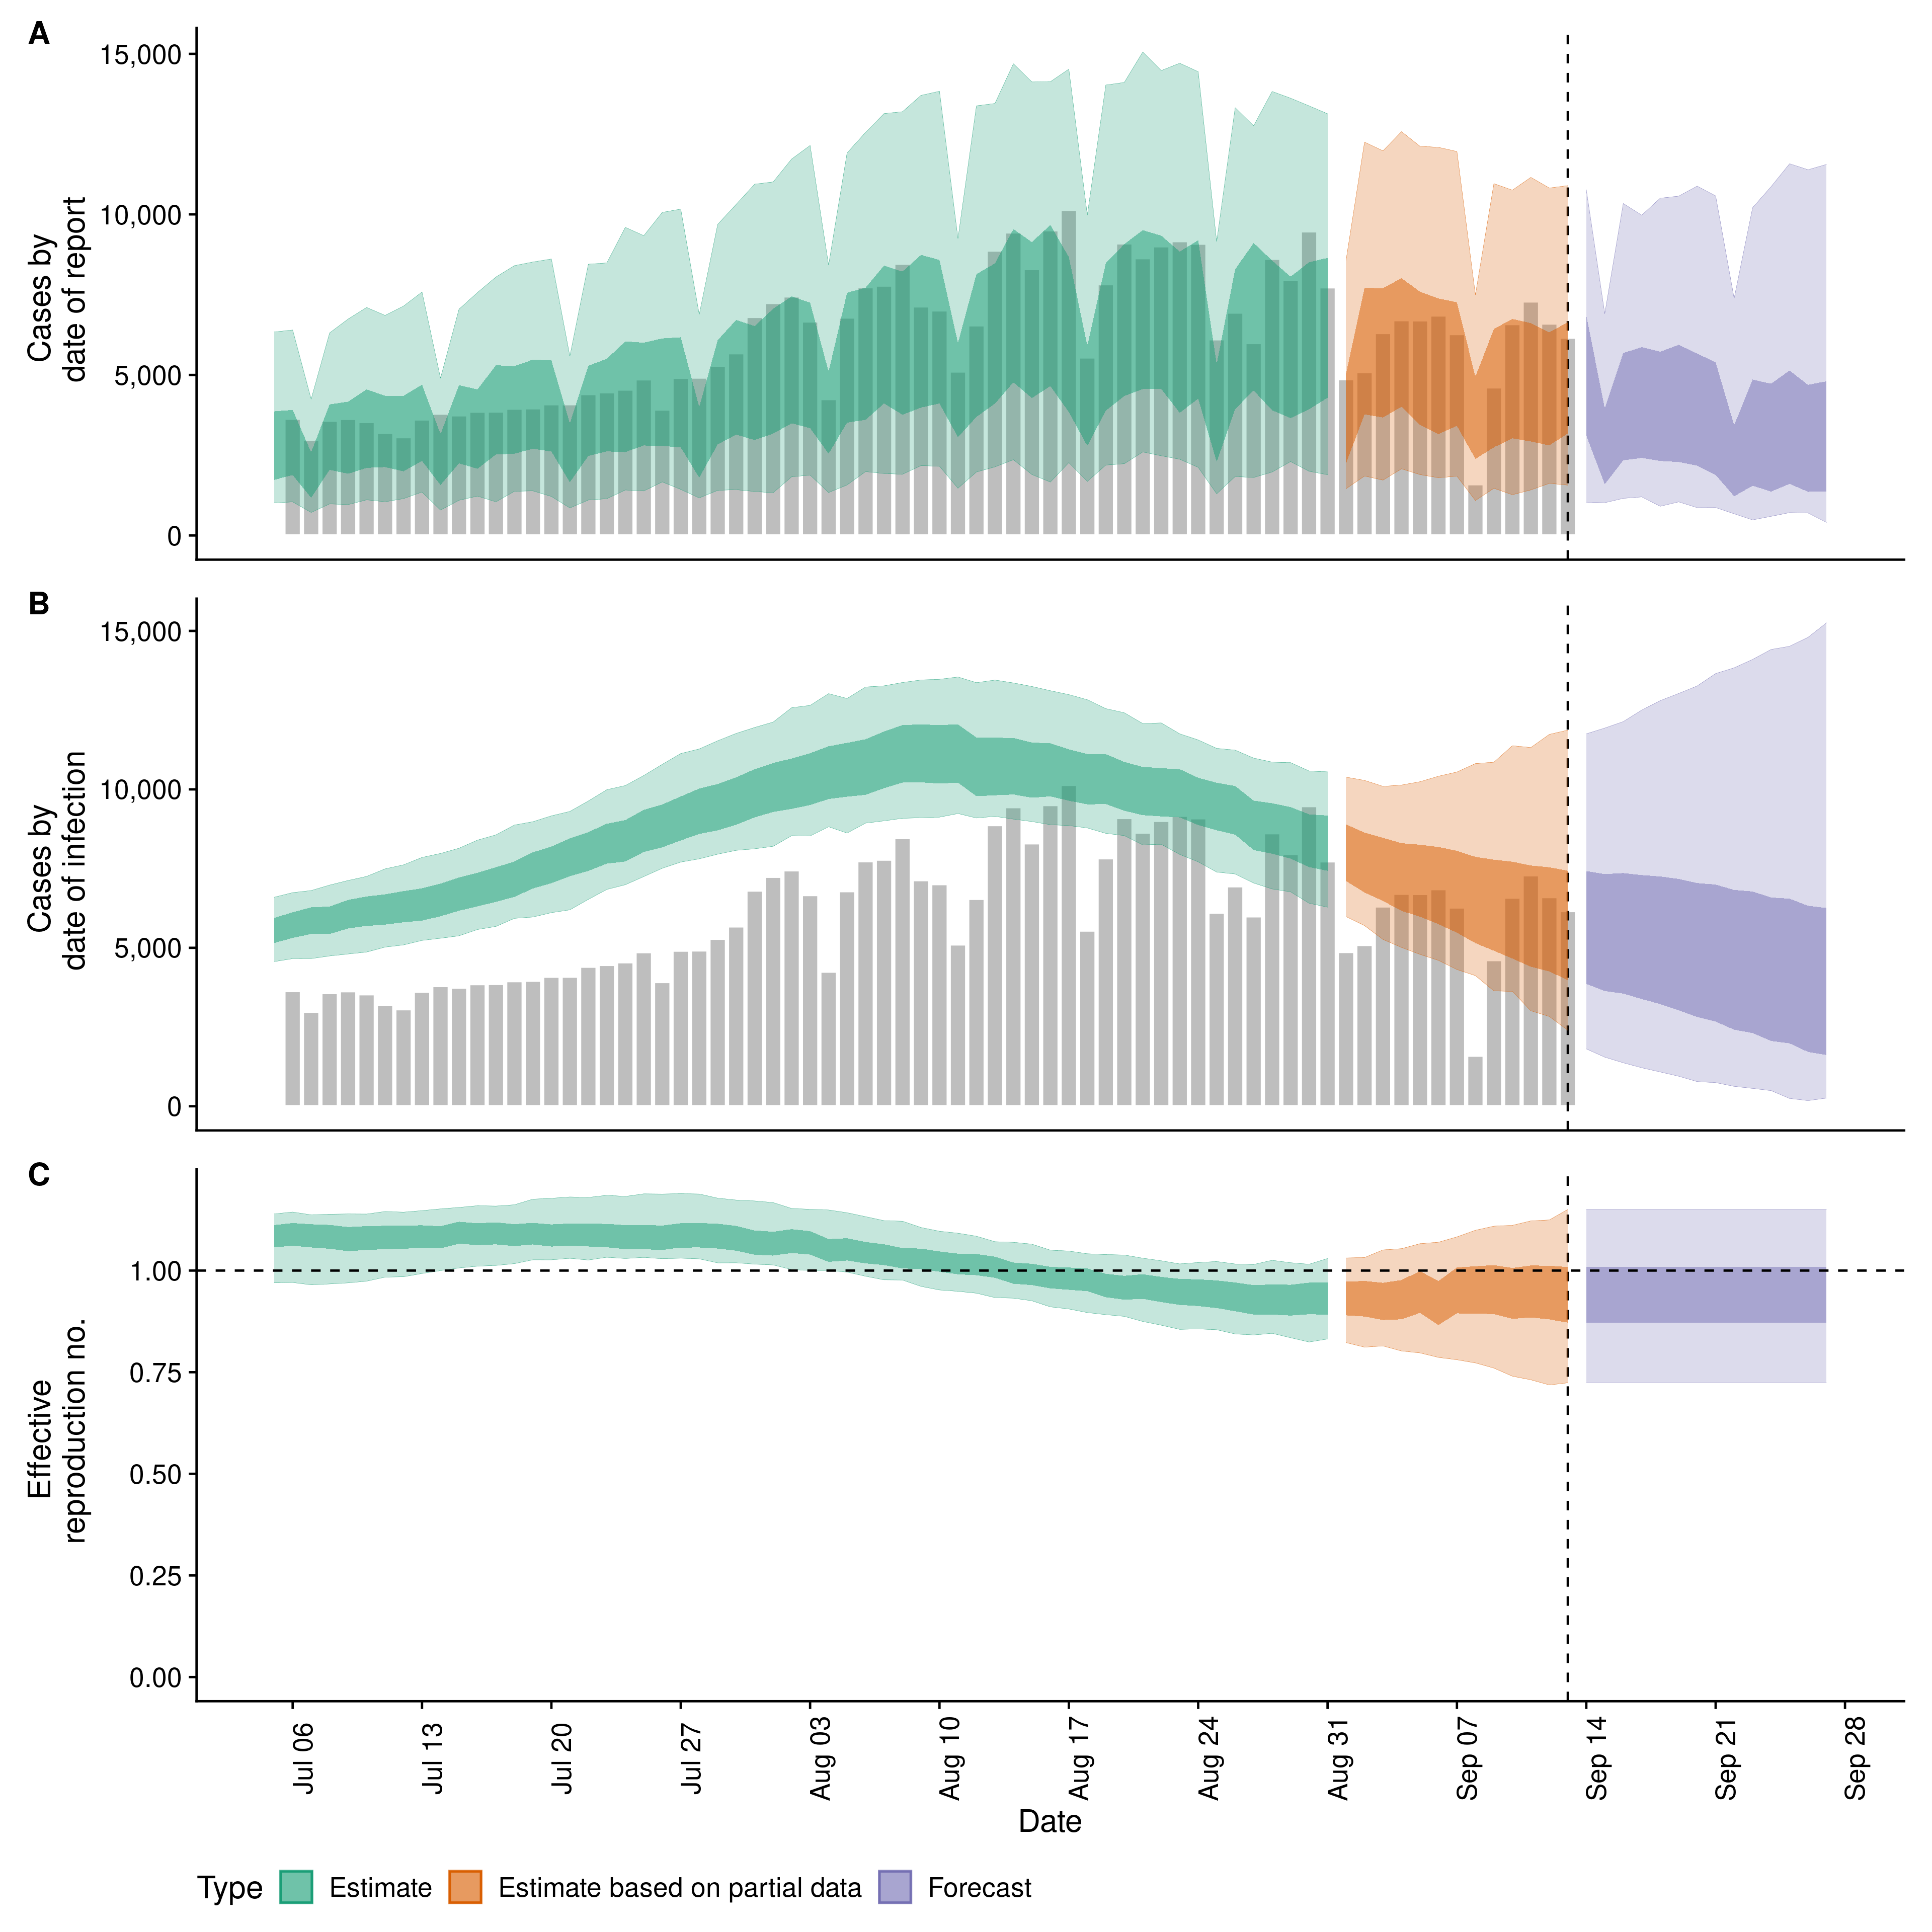 A
Cases by
date of report
15,000
10,000
5,000
0
B
Cases by
date of infection
15,000
10,000
5,000
0
C
Effective
reproduction no.
1.00
0.75
0.50
0.25
0.00
Jul 06
Jul 13
Jul 20
Jul 27
Aug 03
Aug 10
Aug 17
Aug 24
Aug 31
Sep 07
Sep 14
Sep 21
Sep 28
Date
Type Estimate Estimate based on partial data Forecast